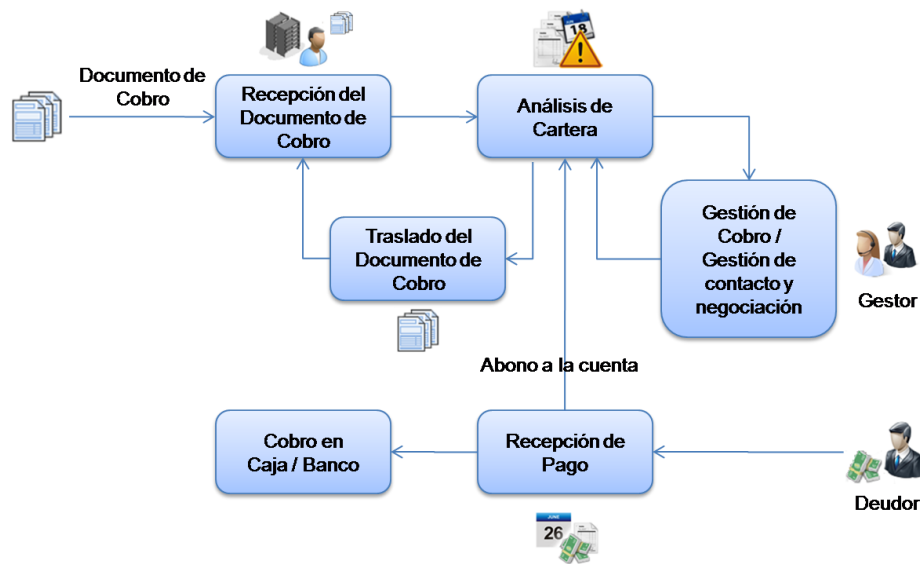 Documento de
Cobro
Recepción del
Documento de
Cobro
18
Análisis de
Cartera
Traslado del
Documento de
Cobro
Gestión de
Cobro /
Gestión de
contacto y
negociación
Gestor
Abono a la cuenta
Cobro en
Caja / Banco
Recepción de
Pago
Deudor
JUNE
26